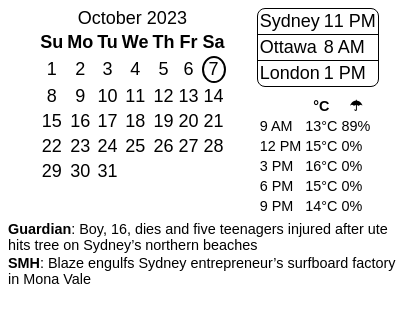 October 2023
Su Mo Tu We Th Fr Sa
1 2 3 4 5 6 7
8 9 10 11 12 13 14
15 16 17 18 19 20 21
22 23 24 25 26 27 28
29 30 31
Sydney 11 PM
Ottawa 8 AM
London 1 PM
°C ☂
9 AM 13°C 89%
12 PM 15°C 0%
3 PM 16°C 0%
6 PM 15°C 0%
9 PM 14°C 0%
Guardian: Boy, 16, dies and five teenagers injured after ute
hits tree on Sydney’s northern beaches
SMH: Blaze engulfs Sydney entrepreneur’s surfboard factory
in Mona Vale